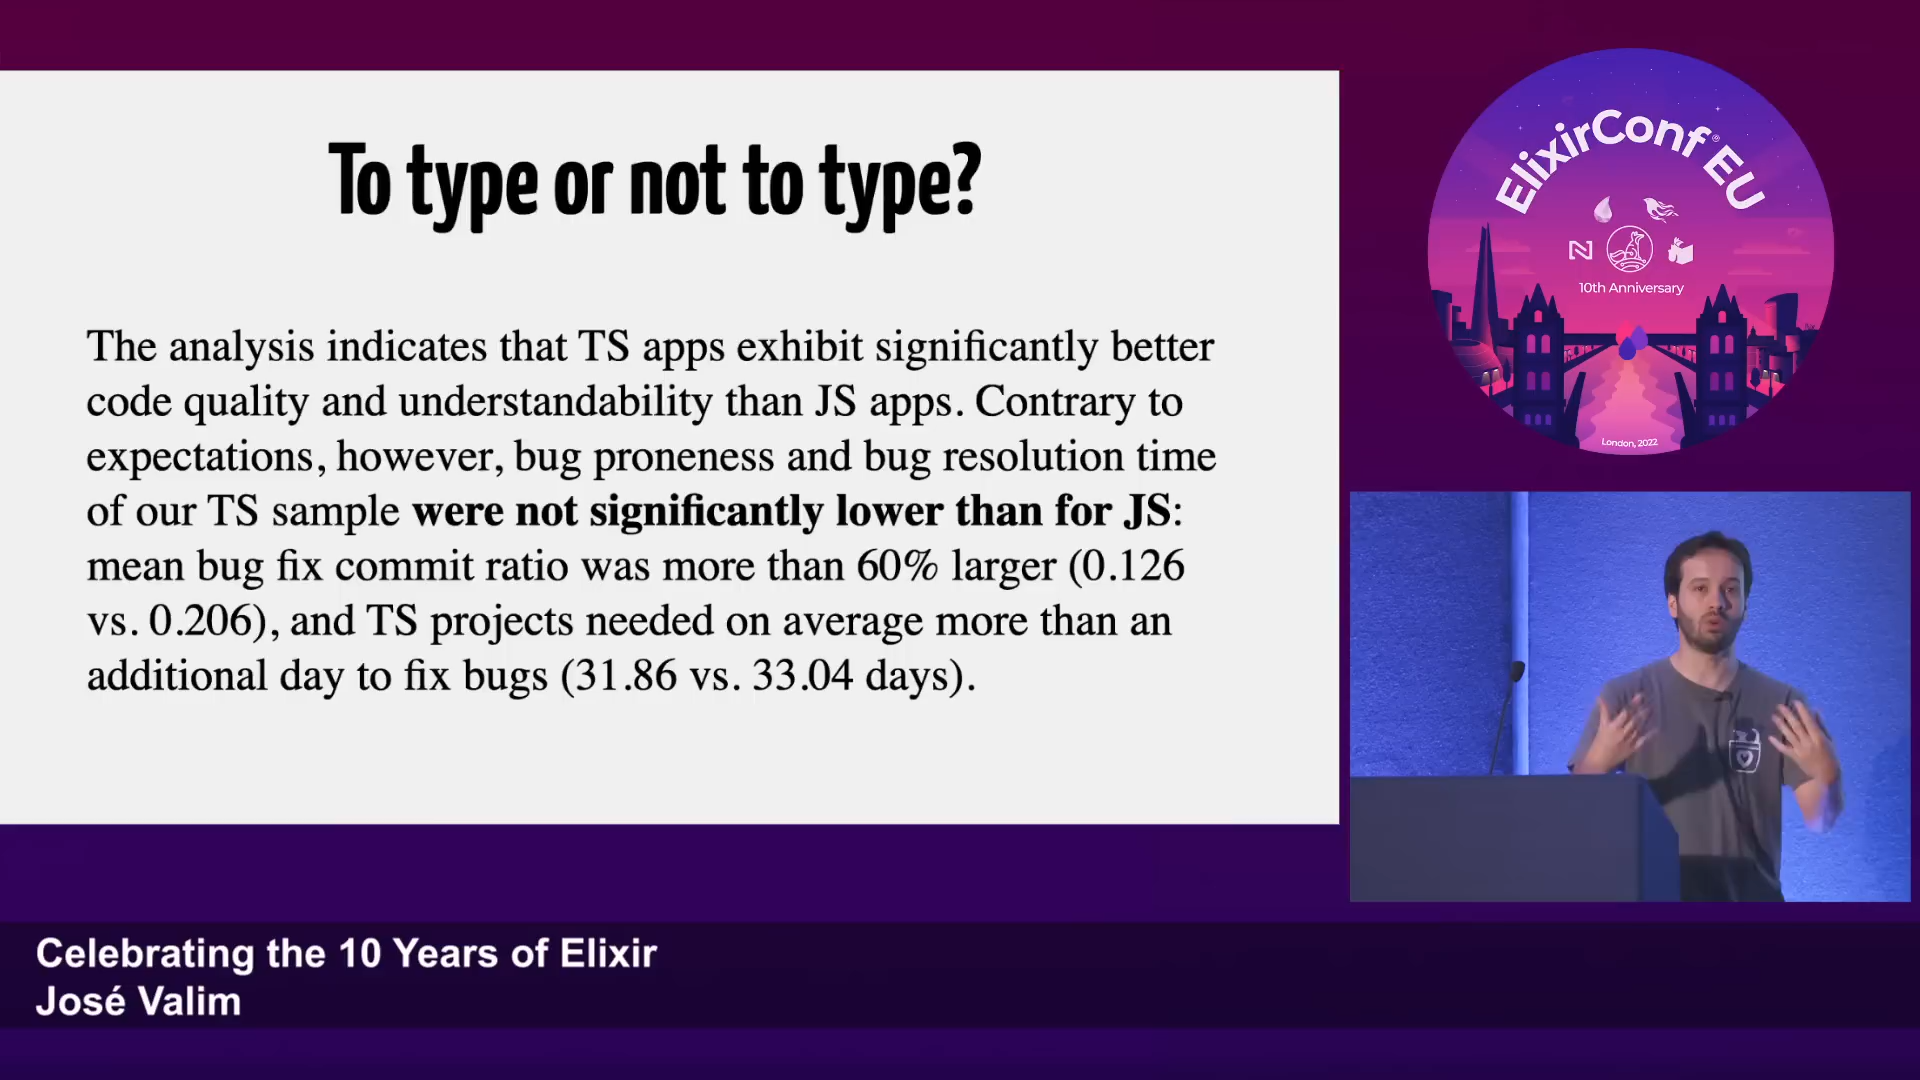 To type or not to type?
The analysis indicates that TS apps exhibit significantly better
code quality and understandability than JS apps. Contrary to
expectations, however, bug proneness and bug resolution time
of our TS sample were not significantly lower than for JS:
mean bug fix commit ratio was more than 60% larger (0.126
vs. 0.206), and TS projects needed on average more than an
additional day to fix bugs (31.86 vs. 33.04 days).
ElixirConf® EU
10th Anniversary
London, 2022
Celebrating the 10 Years of Elixir
José Valim